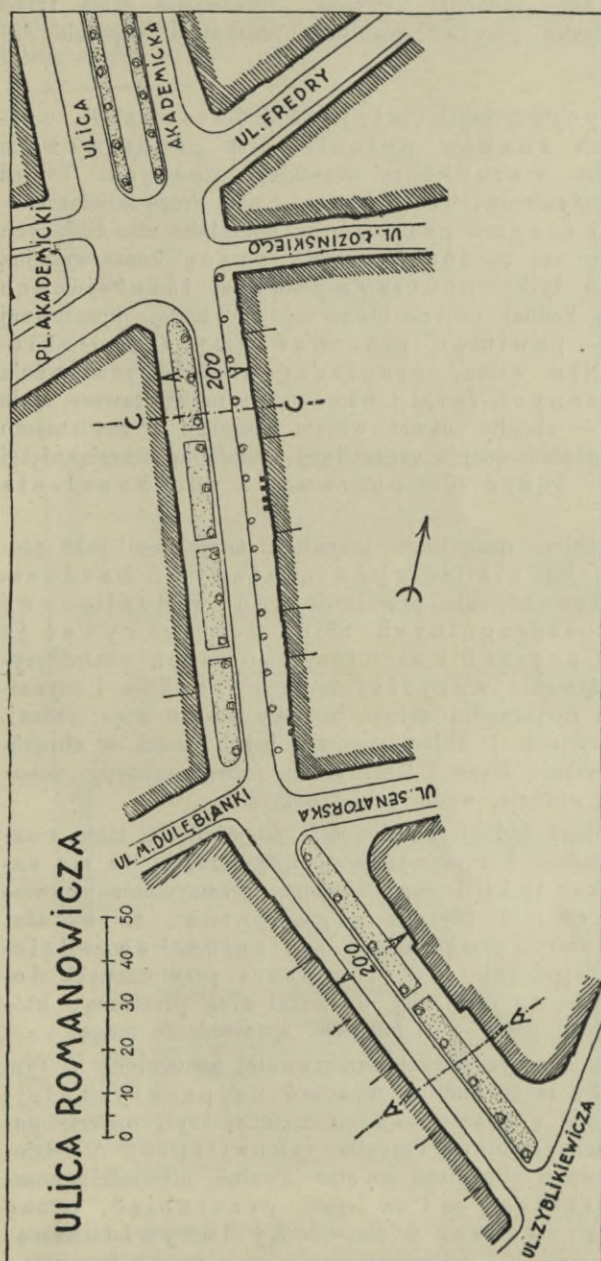 ULICA ROMANOWICZA
0 10 20 30 40 50
PL. AKADEMICKI
ULICA
AKADEMICKA
UL. FREDRY
UL. ŁOZIŃSKIEGO
200
C
C
UL. M. DULĘBIANKI
UL. SENATORSKA
200
A
A
UL. ZYBLIKIEWICZA